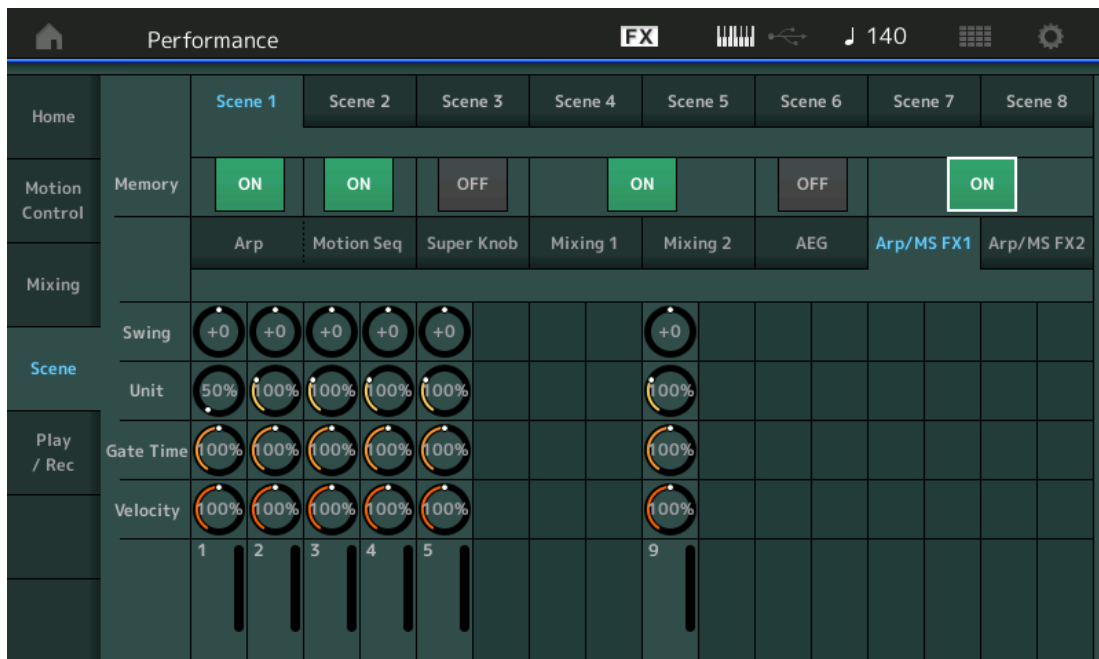 Performance FX 140
Scene 1 Scene 2 Scene 3 Scene 4 Scene 5 Scene 6 Scene 7 Scene 8
Home
Memory ON ON OFF ON OFF ON
Motion
Control
Arp Motion Seq Super Knob Mixing 1 Mixing 2 AEG Arp/MS FX1 Arp/MS FX2
Mixing
Swing +0 +0 +0 +0 +0 +0
Scene
Unit 50% 100% 100% 100% 100% 100%
Play
/ Rec
Gate Time 100% 100% 100% 100% 100% 100%
Velocity 100% 100% 100% 100% 100% 100%
1 2 3 4 5 9